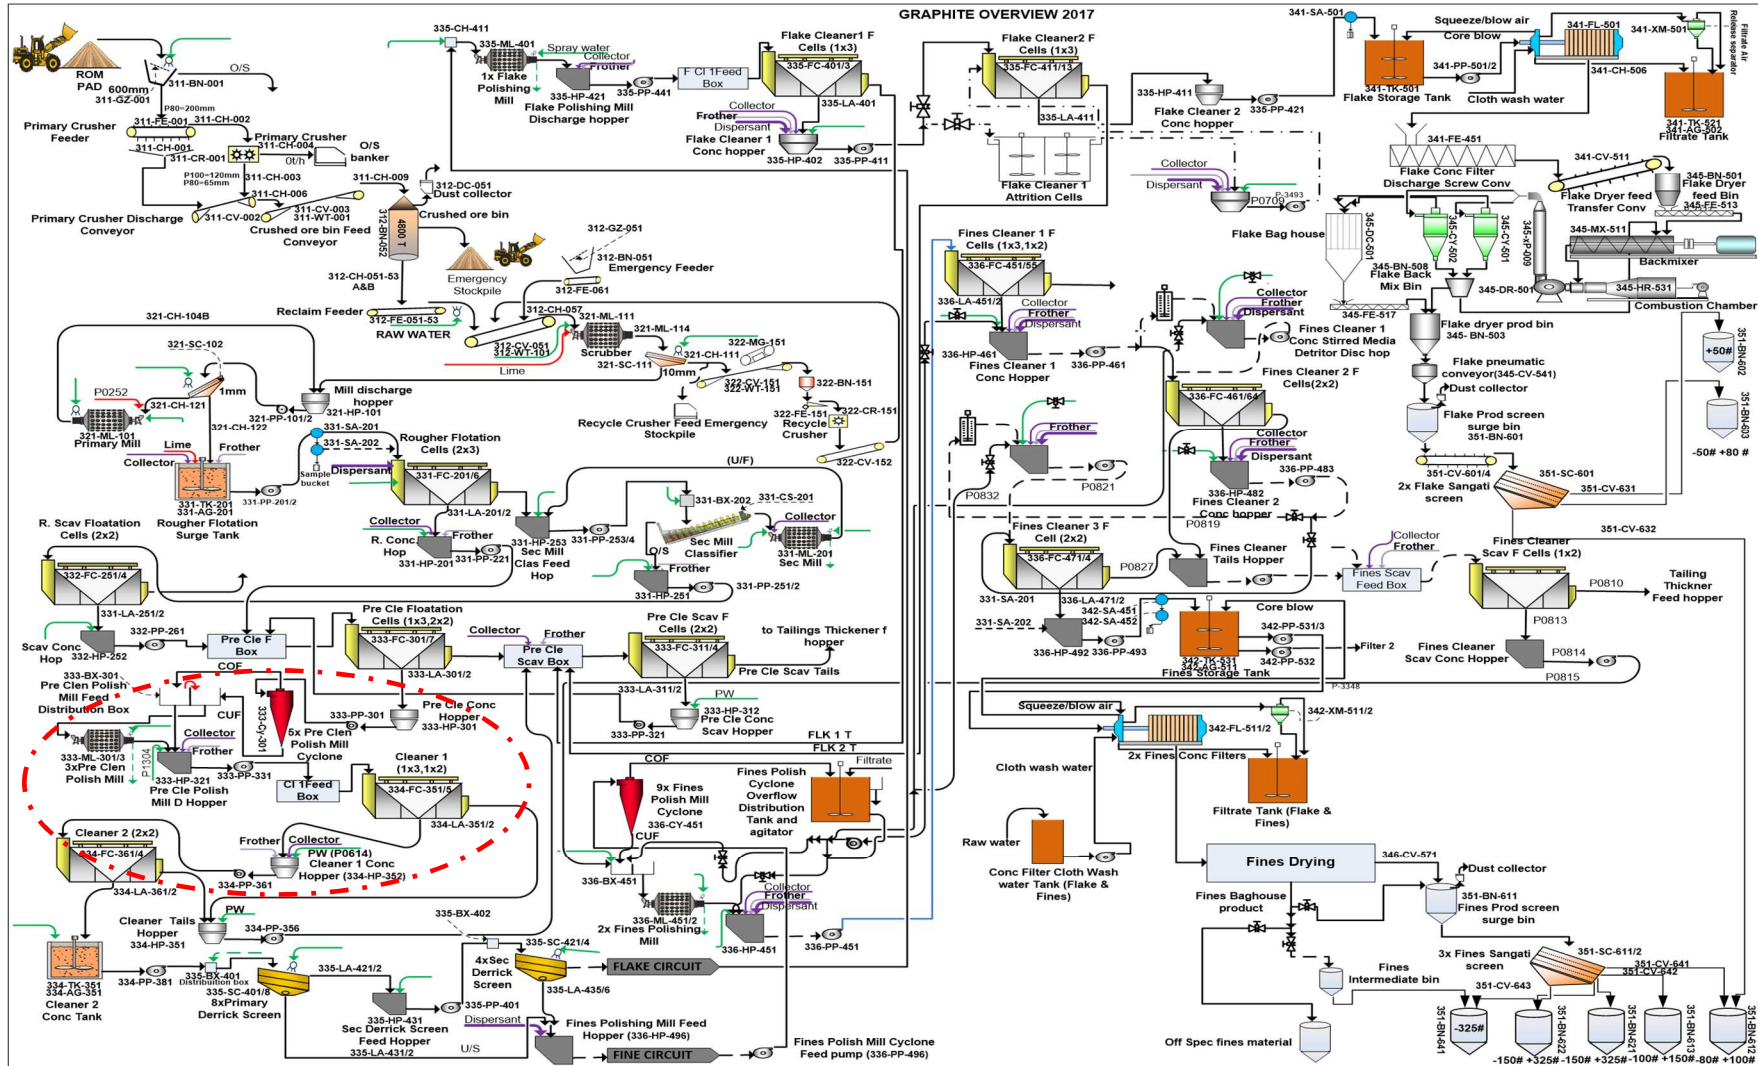 GRAPHITE OVERVIEW 2017
ROM
PAD
600mm
311-GZ-001
311-BN-001
O/S
P80=200mm
311-FE-001
311-CH-002
Primary Crusher
Feeder
311-CH-001
311-CR-001
Primary Crusher
311-CH-004
0t/h
O/S
banker
P100=120mm
P80=65mm
311-CH-003
311-CH-006
311-CV-002
311-CV-003
311-WT-001
Primary Crusher Discharge
Conveyor
Crushed ore bin Feed
Conveyor
311-CH-009
312-DC-051
Dust collector
Crushed ore bin
4800 T
312-BN-052
312-CH-051-53
A&B
Emergency
Stockpile
312-GZ-051
312-BN-051
Emergency Feeder
312-FE-061
Reclaim Feeder
312-FE-051-53
RAW WATER
312-CH-057
312-CV-051
312-WT-101
Lime
321-ML-111
Scrubber
321-ML-114
321-SC-111
10mm
321-CH-111
322-MG-151
322-CV-151
322-WT-151
322-BN-151
322-FE-151
322-CR-151
Recycle
Crusher
322-CV-152
Recycle Crusher Feed Emergency
Stockpile
321-CH-104B
321-SC-102
1mm
P0252
321-CH-121
321-ML-101
Primary Mill
321-CH-122
Mill discharge
hopper
321-HP-101
321-PP-101/2
Lime
Collector
Frother
331-TK-201
331-AG-201
Rougher Flotation
Surge Tank
331-PP-201/2
331-SA-201
331-SA-202
Sample
bucket
Dispersant
Rougher Flotation
Cells (2x3)
331-FC-201/6
331-LA-201/2
Collector
Frother
R. Conc
Hop
331-HP-201
331-PP-221
331-HP-253
Sec Mill
Clas Feed
Hop
331-PP-253/4
(U/F)
331-BX-202
331-CS-201
Sec Mill
Classifier
O/S
Frother
331-HP-251
331-PP-251/2
Collector
331-ML-201
Sec Mill
R. Scav Floatation
Cells (2x2)
332-FC-251/4
331-LA-251/2
Scav Conc
Hop
332-HP-252
332-PP-261
Pre Cle F
Box
Pre Cle Floatation
Cells (1x3,2x2)
333-FC-301/7
333-LA-301/2
Collector
Frother
Pre Cle
Scav Box
Pre Cle Scav F
Cells (2x2)
333-FC-311/4
333-LA-311/2
to Tailings Thickener f
hopper
Pre Cle Scav Tails
PW
333-HP-312
Pre Cle Conc
Scav Hopper
333-PP-321
Pre Cle Conc
Hopper
333-HP-301
333-PP-301
COF
333-BX-301
Pre Clen Polish
Mill Feed
Distribution Box
CUF
333-Cy-301
5x Pre Clen
Polish Mill
Cyclone
333-ML-301/3
3xPre Clen
Polish Mill
P1304
Collector
Frother
333-HP-321
Pre Cle Polish
Mill D Hopper
333-PP-331
Cl 1Feed
Box
Cleaner 1
(1x3,1x2)
334-FC-351/5
334-LA-351/2
Cleaner 2 (2x2)
334-FC-361/4
334-LA-361/2
Frother
Collector
PW (P0614)
Cleaner 1 Conc
Hopper (334-HP-352)
334-PP-361
PW
Cleaner Tails
Hopper
334-HP-351
334-PP-356
334-TK-351
334-AG-351
Cleaner 2
Conc Tank
334-PP-381
335-BX-401
Distribuition box
335-SC-401/8
8xPrimary
Derrick Screen
335-LA-421/2
335-HP-431
Sec Derrick Screen
Feed Hopper
335-LA-431/2
335-PP-401
335-BX-402
4xSec
Derrick
Screen
335-SC-421/4
335-LA-435/6
FLAKE CIRCUIT
U/S
Dispersant
Fines Polishing Mill Feed
Hopper (336-HP-496)
FINE CIRCUIT
Fines Polish Mill Cyclone
Feed pump (336-PP-496)
FLK 1 T
FLK 2 T
COF
9x Fines
Polish Mill
Cyclone
336-CY-451
CUF
Fines Polish
Cyclone
Overflow
Distribution
Tank and
agitator
Filtrate
336-BX-451
336-ML-451/2
2x Fines Polishing
Mill
Collector
Frother
Dispersant
336-HP-451
336-PP-451
335-CH-411
335-ML-401
1x Flake
Polishing
Mill
Spray water
Collector
Frother
335-HP-421
Flake Polishing Mill
Discharge hopper
335-PP-441
F Cl 1Feed
Box
Flake Cleaner1 F
Cells (1x3)
335-FC-401/3
335-LA-401
Collector
Frother
Dispersant
Flake Cleaner 1
Conc hopper
335-HP-402
335-PP-411
Flake Cleaner2 F
Cells (1x3)
335-FC-411/13
335-LA-411
Flake Cleaner 1
Attrition Cells
335-HP-411
Flake Cleaner 2
Conc hopper
335-PP-421
Collector
Dispersant
P-3493
P0709
341-SA-501
341-TK-501
Flake Storage Tank
341-PP-501/2
Squeeze/blow air
Core blow
341-FL-501
341-CH-506
Cloth wash water
341-XM-501
Filtrate Air
Release separator
341-TK-521
341-AG-502
Filtrate Tank
341-FE-451
Flake Conc Filter
Discharge Screw Conv
341-CV-511
Flake Dryer feed
Transfer Conv
345-BN-501
Flake Dryer
feed Bin
345-FE-513
345-MX-511
Backmixer
Flake Bag house
345-DC-501
345-CY-502
345-CY-501
345-xP-009
345-BN-508
Flake Back
Mix Bin
345-DR-501
345-HR-531
Combustion Chamber
345-FE-517
Flake dryer prod bin
345- BN-503
Flake pneumatic
conveyor(345-CV-541)
Dust collector
Flake Prod screen
surge bin
351-BN-601
351-CV-601/4
2x Flake Sangati
screen
351-SC-601
351-CV-631
351-CV-632
+50#
351-BN-602
351-BN-603
-50# +80 #
Fines Cleaner 1 F
Cells (1x3,1x2)
336-FC-451/55
336-LA-451/2
Collector
Frother
Dispersant
336-HP-461
Fines Cleaner 1
Conc Hopper
336-PP-461
Collector
Frother
Dispersant
Fines Cleaner 1
Conc Stirred Media
Detritor Disc hop
Fines Cleaner 2 F
Cells(2x2)
336-FC-461/64
Frother
P0832
P0821
Collector
Frother
Dispersant
336-HP-482
336-PP-483
Fines Cleaner 2
Conc hopper
P0819
Fines Cleaner 3 F
Cell (2x2)
336-FC-471/4
P0827
336-LA-471/2
Fines Cleaner
Tails Hopper
Collector
Frother
Fines Scav
Feed Box
Fines Cleaner
Scav F Cells (1x2)
P0810
Tailing
Thickner
Feed hopper
P0813
Fines Cleaner
Scav Conc Hopper
P0814
P0815
331-SA-201
331-SA-202
336-HP-492
336-PP-493
342-SA-451
342-SA-452
Core blow
342-TK-531
342-AG-511
Fines Storage Tank
342-PP-531/3
342-PP-532
Filter 2
P-3348
Squeeze/blow air
342-XM-511/2
342-FL-511/2
2x Fines Conc Filters
Cloth wash water
Filtrate Tank (Flake &
Fines)
Raw water
Conc Filter Cloth Wash
water Tank (Flake &
Fines)
Fines Drying
346-CV-571
Dust collector
351-BN-611
Fines Prod screen
surge bin
Fines Baghouse
product
Fines
Intermediate bin
Off Spec fines material
3x Fines Sangati
screen
351-SC-611/2
351-CV-641
351-CV-642
351-CV-643
-325#
351-BN-641
351-BN-622
351-BN-621
351-BN-613
351-BN-612
-150# +325#
-150# +325#
-100# +150#
-80# +100#